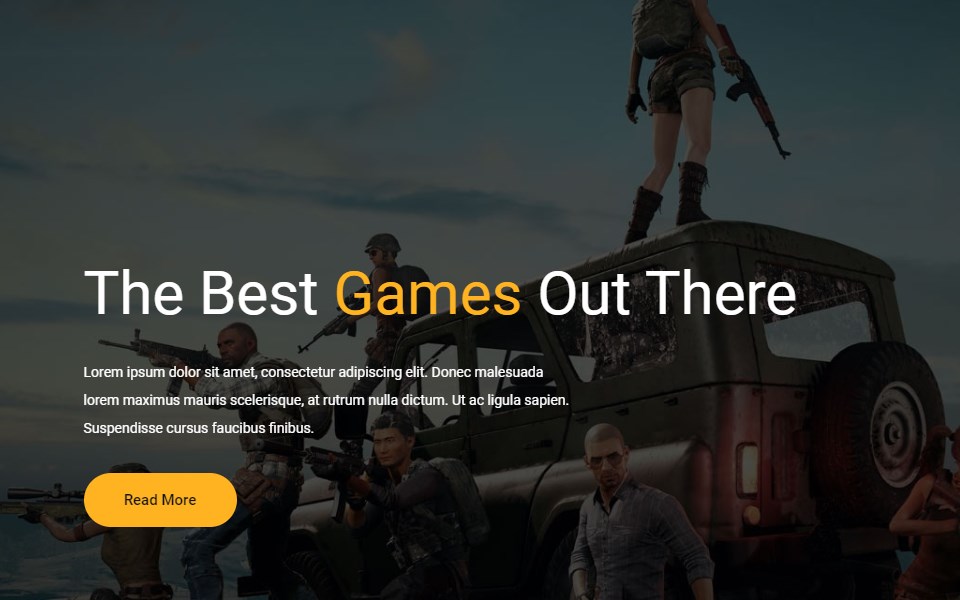 The Best Games Out There
Lorem ipsum dolor sit amet, consectetur adipiscing elit. Donec malesuada
lorem maximus mauris scelerisque, at rutrum nulla dictum. Ut ac ligula sapien.
Suspendisse cursus faucibus finibus.
Read More